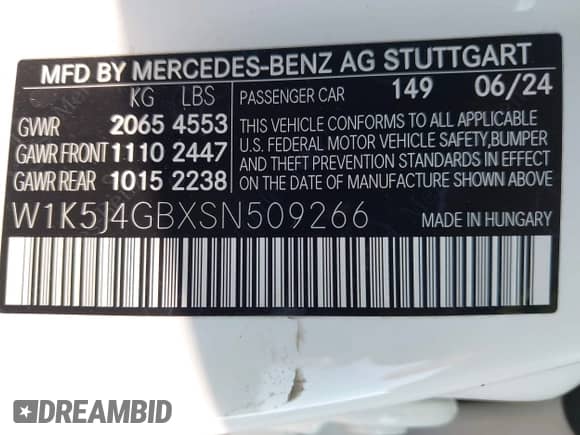 MFD BY MERCEDES-BENZ AG STUTTGART
KG LBS
PASSENGER CAR 149 06/24
GVWR 2065 4553
GAWR FRONT 1110 2447
GAWR REAR 1015 2238
THIS VEHICLE CONFORMS TO ALL APPLICABLE
U.S. FEDERAL MOTOR VEHICLE SAFETY,BUMPER
AND THEFT PREVENTION STANDARDS IN EFFECT
ON THE DATE OF MANUFACTURE SHOWN ABOVE.
W1K5J4GBXSN509266
MADE IN HUNGARY
DREAMBID